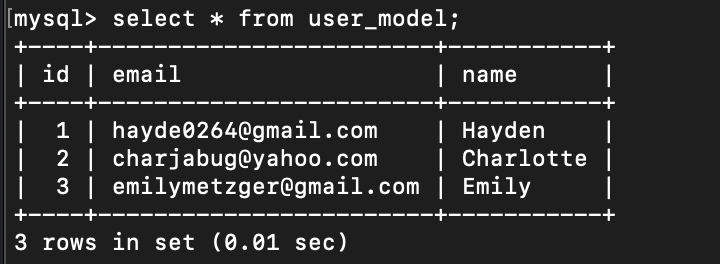 [mysql> select * from user_model;
+----+-------------------------+-----------+
| id | email                   | name      |
+----+-------------------------+-----------+
|  1 | hayde0264@gmail.com     | Hayden    |
|  2 | charjabug@yahoo.com     | Charlotte |
|  3 | emilymetzger@gmail.com | Emily     |
+----+-------------------------+-----------+
3 rows in set (0.01 sec)